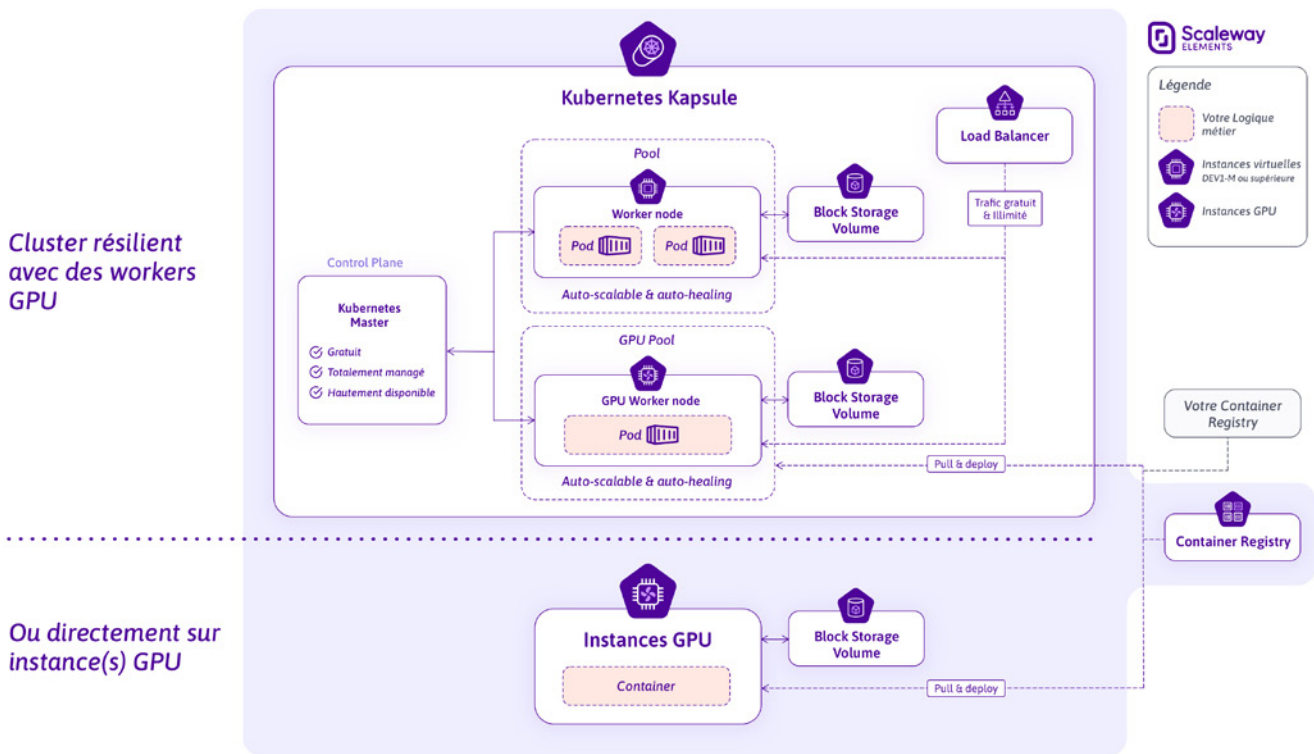 Scaleway
ELEMENTS
Légende
Votre Logique
métier
Instances virtuelles
DEV1-M ou supérieure
Instances GPU
Kubernetes Kapsule
Load Balancer
Trafic gratuit
& Illimité
Pool
Worker node
Pod
Pod
Auto-scalable & auto-healing
Block Storage
Volume
Cluster résilient
avec des workers
GPU
Control Plane
Kubernetes
Master
Gratuit
Totalement managé
Hautement disponible
GPU Pool
GPU Worker node
Pod
Auto-scalable & auto-healing
Block Storage
Volume
Votre Container
Registry
Pull & deploy
Container Registry
Ou directement sur
instance(s) GPU
Instances GPU
Container
Block Storage
Volume
Pull & deploy